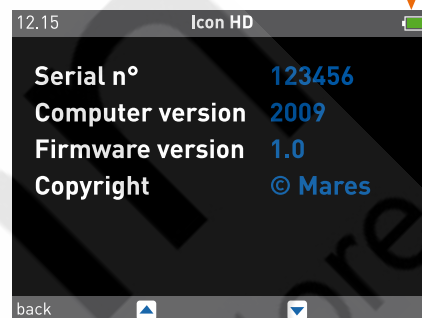 12.15 Icon HD
Serial n° 123456
Computer version 2009
Firmware version 1.0
Copyright © Mares
back